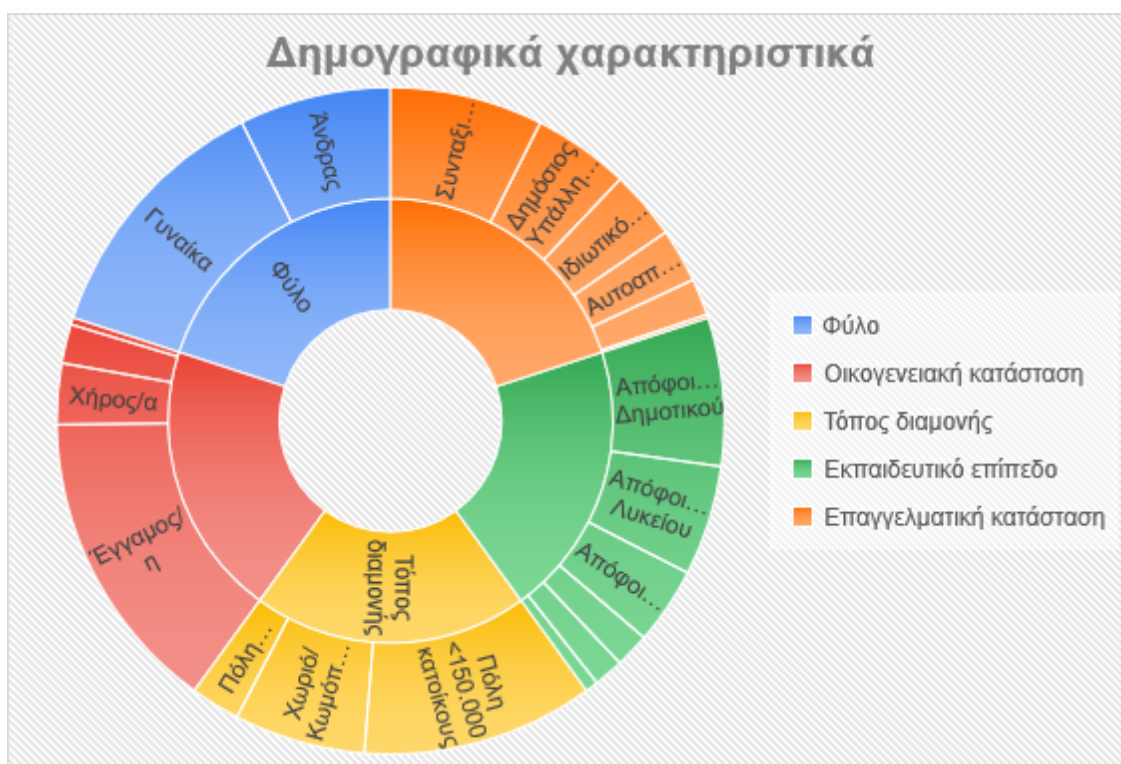 Δημογραφικά χαρακτηριστικά
Άνδρας
Γυναίκα
Φύλο
Συνταξι...
Δημόσιος
Υπάλλη...
Ιδιωτικό...
Αυτοαπ...
Απόφοι...
Δημοτικού
Απόφοι...
Λυκείου
Απόφοι...
Πόλη
<150.000
κατοίκους
Χωριό/
Κωμόπ...
Πόλη...
Τόπος
διαμονής
Έγγαμος/
η
Χήρος/α
Φύλο
Οικογενειακή κατάσταση
Τόπος διαμονής
Εκπαιδευτικό επίπεδο
Επαγγελματική κατάσταση